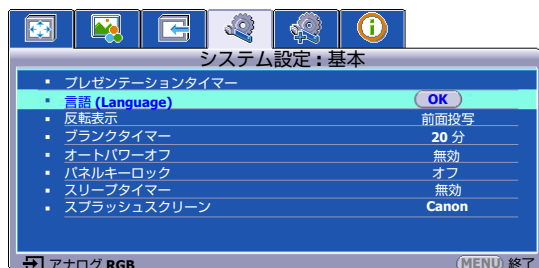 システム設定 : 基本
プレゼンテーションタイマー
言語 (Language) OK
反転表示 前面投写
ブランクタイマー 20 分
オートパワーオフ 無効
パネルキーロック オフ
スリープタイマー 無効
スプラッシュスクリーン Canon
アナログ RGB MENU 終了